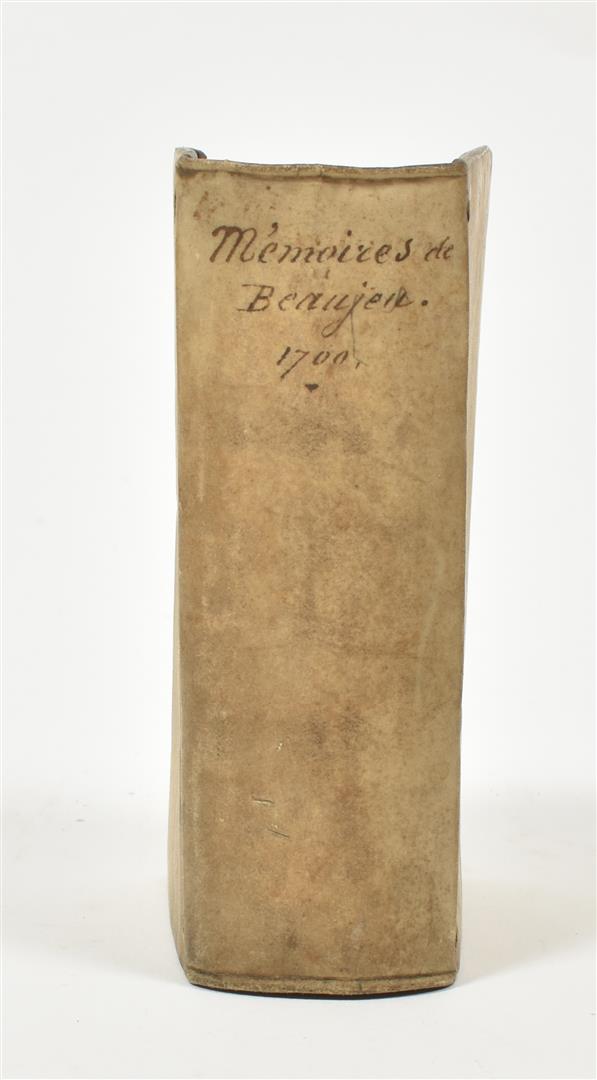 Mémoires de
Beaujeu.
1700.